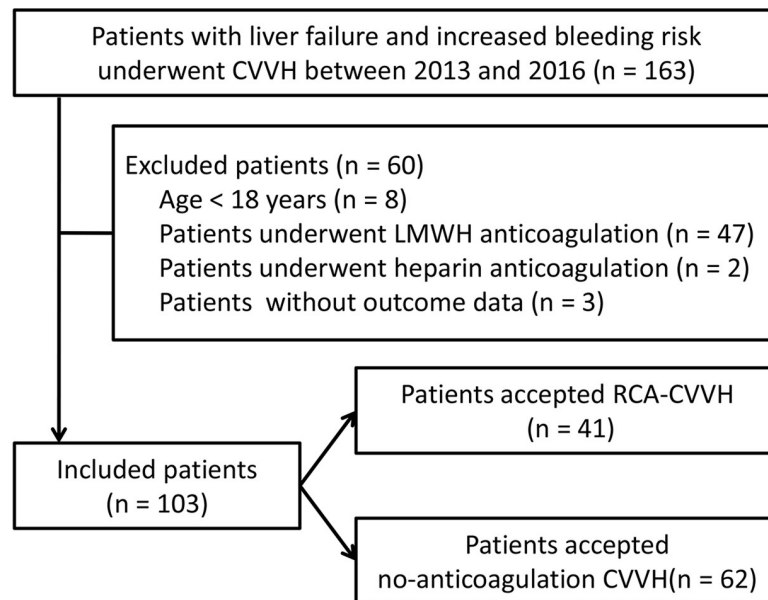 Patients with liver failure and increased bleeding risk
underwent CVVH between 2013 and 2016 (n = 163)
Excluded patients (n = 60)
Age < 18 years (n = 8)
Patients underwent LMWH anticoagulation (n = 47)
Patients underwent heparin anticoagulation (n = 2)
Patients  without outcome data (n = 3)
Patients accepted RCA-CVVH
(n = 41)
Included patients
(n = 103)
Patients accepted
no-anticoagulation CVVH(n = 62)